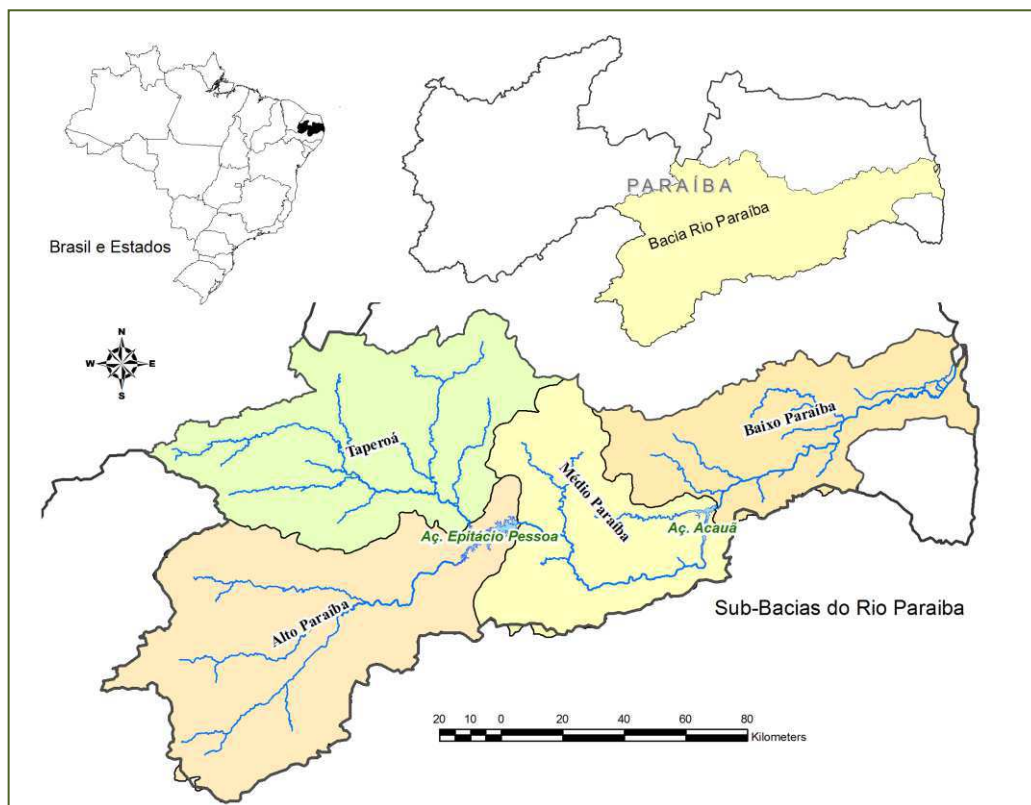 Brasil e Estados
PARAÍBA
Bacia Rio Paraíba
N
W E
S
Taperoá
Baixo Paraíba
Médio Paraíba
Aç. Epitácio Pessoa
Aç. Acauã
Alto Paraíba
Sub-Bacias do Rio Paraiba
20 10 0 20 40 60 80
Kilometers